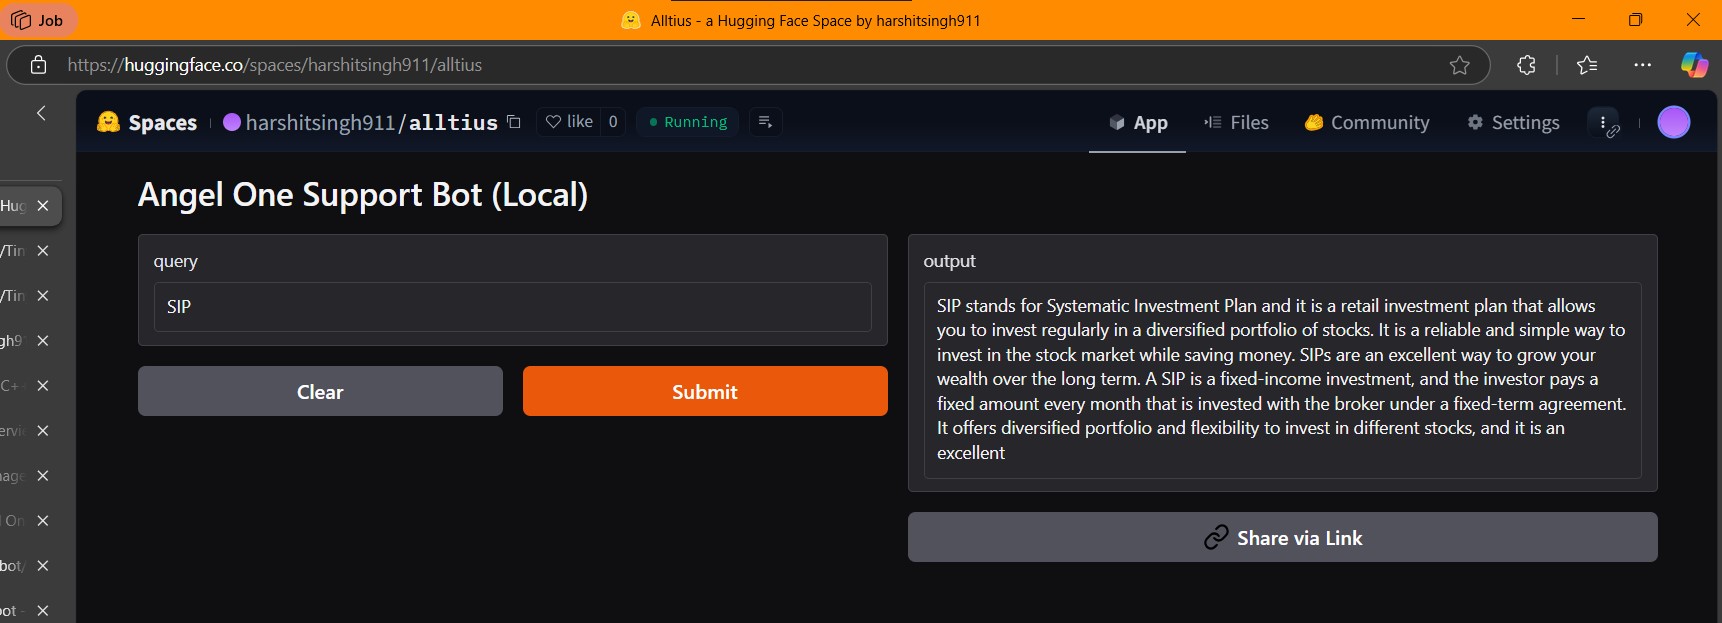 Job
Alltius - a Hugging Face Space by harshitsingh911
https://huggingface.co/spaces/harshitsingh911/alltius
Spaces
harshitsingh911/alltius
like 0
Running
App
Files
Community
Settings
Hug
/Tin
/Tin
gh9
C+
ervi
nage
On
bot/
oot -
Angel One Support Bot (Local)
query
SIP
Clear
Submit
output
SIP stands for Systematic Investment Plan and it is a retail investment plan that allows
you to invest regularly in a diversified portfolio of stocks. It is a reliable and simple way to
invest in the stock market while saving money. SIPs are an excellent way to grow your
wealth over the long term. A SIP is a fixed-income investment, and the investor pays a
fixed amount every month that is invested with the broker under a fixed-term agreement.
It offers diversified portfolio and flexibility to invest in different stocks, and it is an
excellent
Share via Link